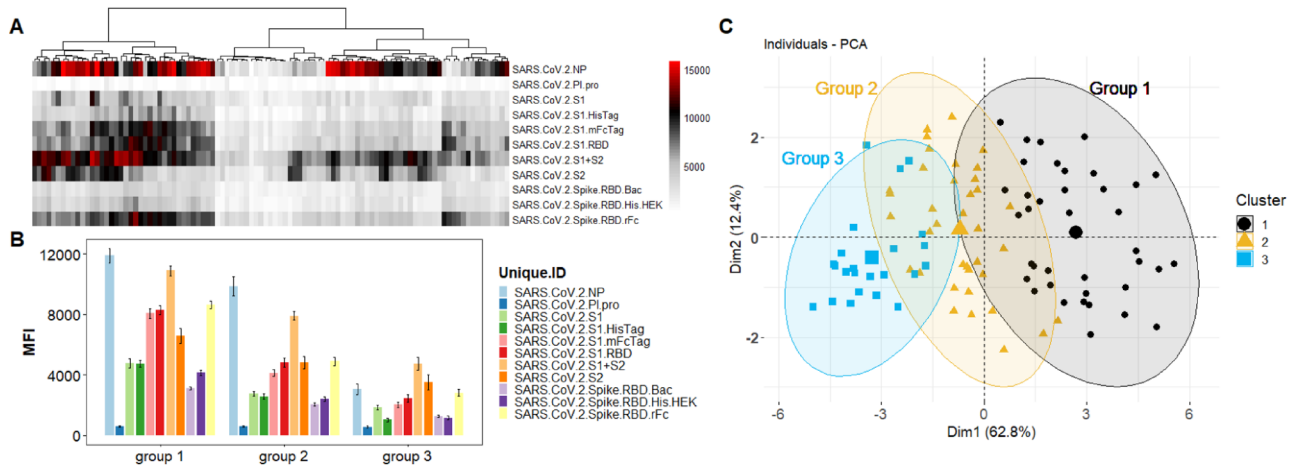 A
SARS.CoV.2.NP
SARS.CoV.2.Pl.pro
SARS.CoV.2.S1
SARS.CoV.2.S1.HisTag
SARS.CoV.2.S1.mFcTag
SARS.CoV.2.S1.RBD
SARS.CoV.2.S1+S2
SARS.CoV.2.S2
SARS.CoV.2.Spike.RBD.Bac
SARS.CoV.2.Spike.RBD.His.HEK
SARS.CoV.2.Spike.RBD.rFc
15000
10000
5000
B
12000
8000
4000
0
MFI
group 1
group 2
group 3
Unique.ID
SARS.CoV.2.NP
SARS.CoV.2.Pl.pro
SARS.CoV.2.S1
SARS.CoV.2.S1.HisTag
SARS.CoV.2.S1.mFcTag
SARS.CoV.2.S1.RBD
SARS.CoV.2.S1+S2
SARS.CoV.2.S2
SARS.CoV.2.Spike.RBD.Bac
SARS.CoV.2.Spike.RBD.His.HEK
SARS.CoV.2.Spike.RBD.rFc
C
Individuals - PCA
Group 2
Group 1
Group 3
2
0
-2
Dim2 (12.4%)
-6
-3
0
3
6
Dim1 (62.8%)
Cluster
1
2
3